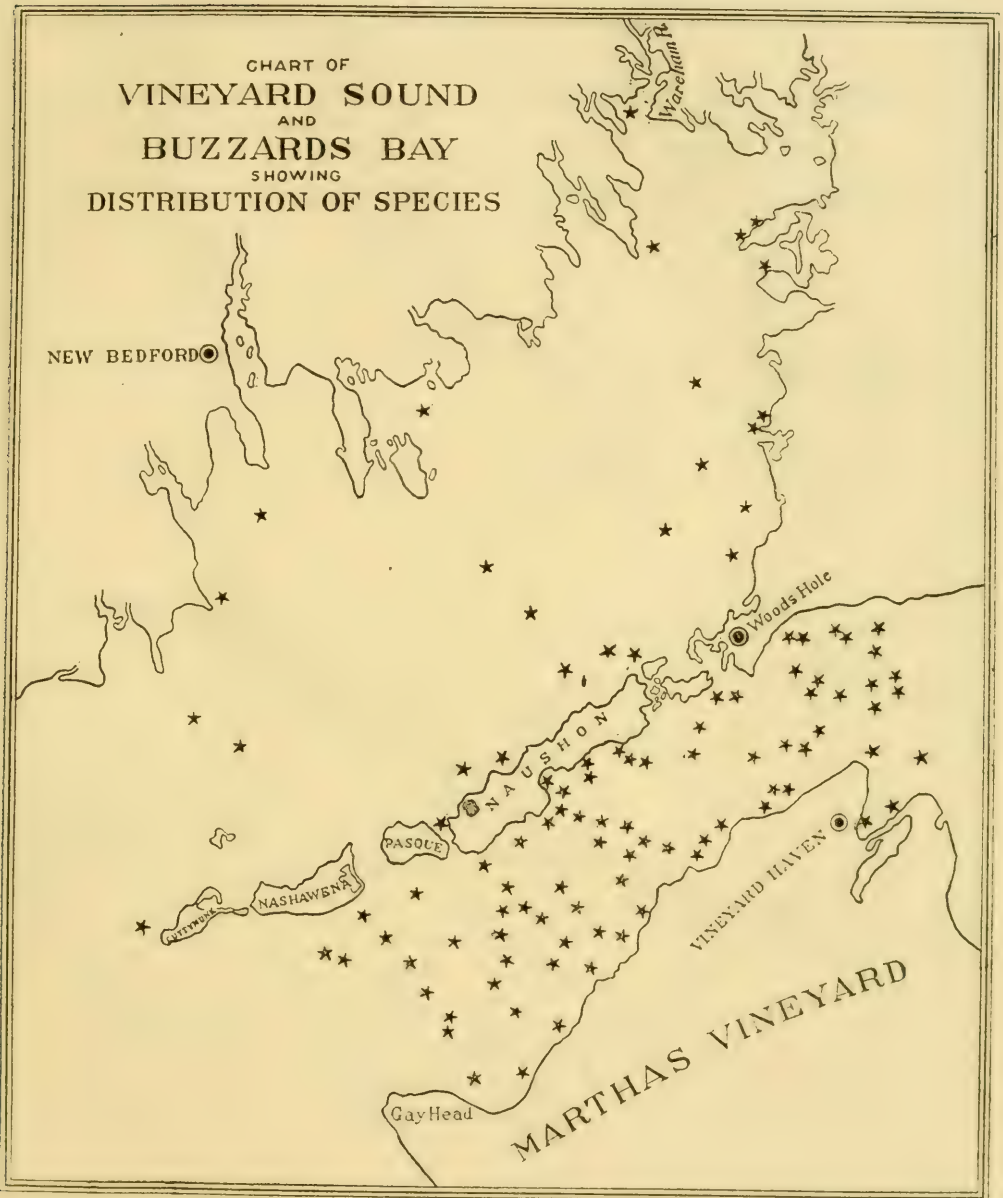 CHART OF
VINEYARD SOUND
AND
BUZZARDS BAY
SHOWING
DISTRIBUTION OF SPECIES
Wareham R.
NEW BEDFORD
Woods Hole
NAUSHON
PASQUE
NASHAWENA
CUTTYHUNK
VINEYARD HAVEN
MARTHAS VINEYARD
Gay Head